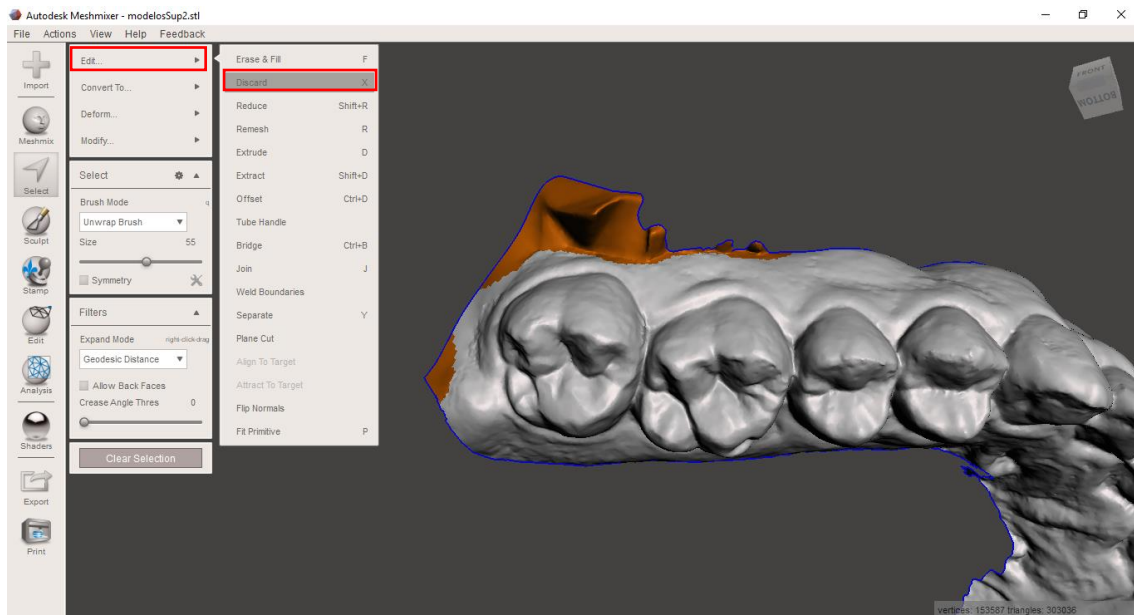 Autodesk Meshmixer - modelosSup2.stl
File Actions View Help Feedback
Import
Meshmix
Select
Sculpt
Stamp
Edit
Analysis
Shaders
Export
Print
Edit...
Convert To...
Deform...
Modify...
Select
Brush Mode q
Unwrap Brush
Size 55
Symmetry
Filters
Expand Mode right-click drag
Geodesic Distance
Allow Back Faces
Crease Angle Thres 0
Clear Selection
Erase & Fill F
Discard X
Reduce Shift+R
Remesh R
Extrude D
Extract Shift+D
Offset Ctrl+D
Tube Handle
Bridge Ctrl+B
Join J
Weld Boundaries
Separate Y
Plane Cut
Align To Target
Attract To Target
Flip Normals
Fit Primitive P
FRONT
BOTTOM
vertices: 153587 triangles: 303036